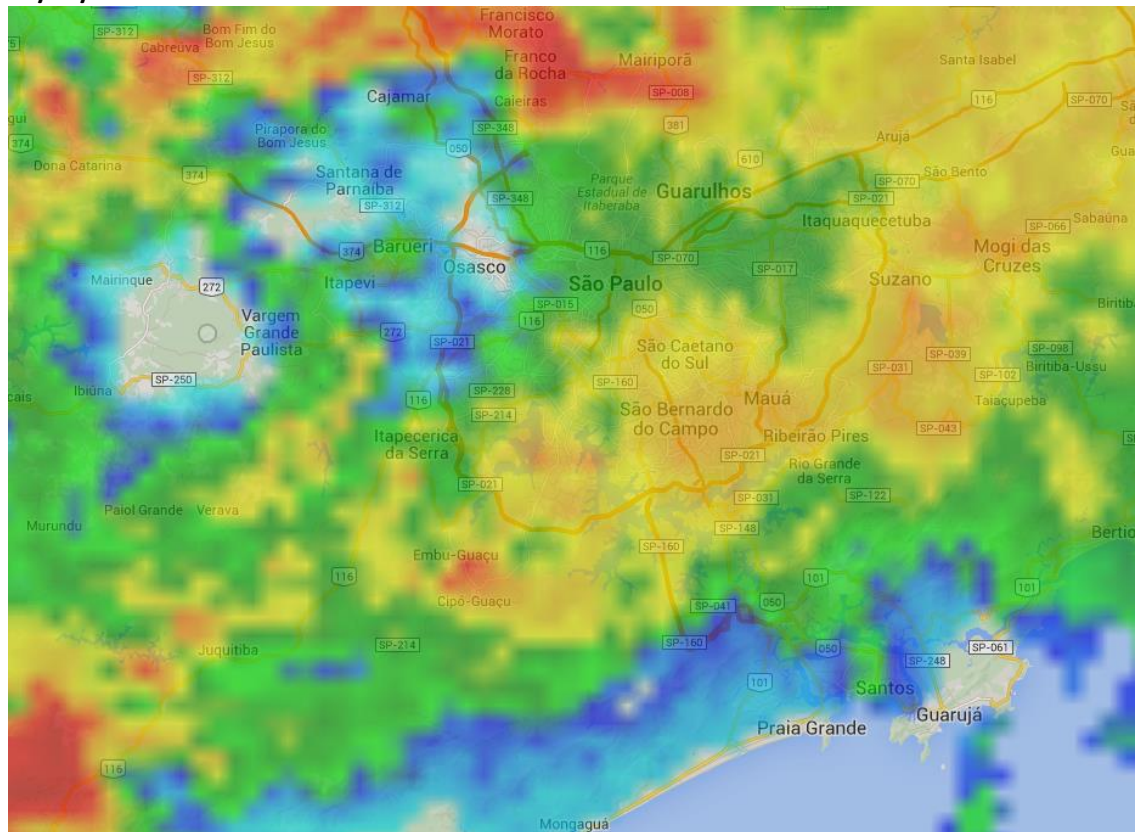 SP-312
Bom Fim do
Bom Jesus
Cabreuva
SP-312
Francisco
Morato
Franco
da Rocha
Mairiporã
Santa Isabel
Cajamar
Caieiras
SP-008
116
SP-070
Pirapora do
Bom Jesus
SP-348
381
374
050
Arujá
Dona Catarina
374
Santana de
Parnaíba
610
São Bento
SP-070
Parque
Estadual de
Itaberaba
Guarulhos
SP-348
SP-021
SP-312
Itaquaquecetuba
Sabaúna
SP-066
374
Barueri
116
SP-070
Mogi das
Cruzes
Osasco
SP-017
Mairinque
272
Itapevi
São Paulo
Suzano
SP-015
050
Vargem
Grande
Paulista
272
116
SP-021
São Caetano
do Sul
SP-098
SP-039
Biritiba-Ussu
SP-031
SP-102
SP-250
Ibiúna
SP-160
116
SP-228
Mauá
Taiaçupeba
SP-214
São Bernardo
do Campo
SP-043
Itapecerica
da Serra
Ribeirão Pires
SP-021
Rio Grande
da Serra
SP-021
SP-031
SP-122
Paiol Grande
Verava
Murundu
SP-148
SP-160
Embu-Guaçu
116
101
101
Cipó-Guaçu
SP-041
050
SP-214
SP-160
Juquitiba
050
SP-061
SP-248
101
Santos
Guarujá
Praia Grande
116
Mongaguá